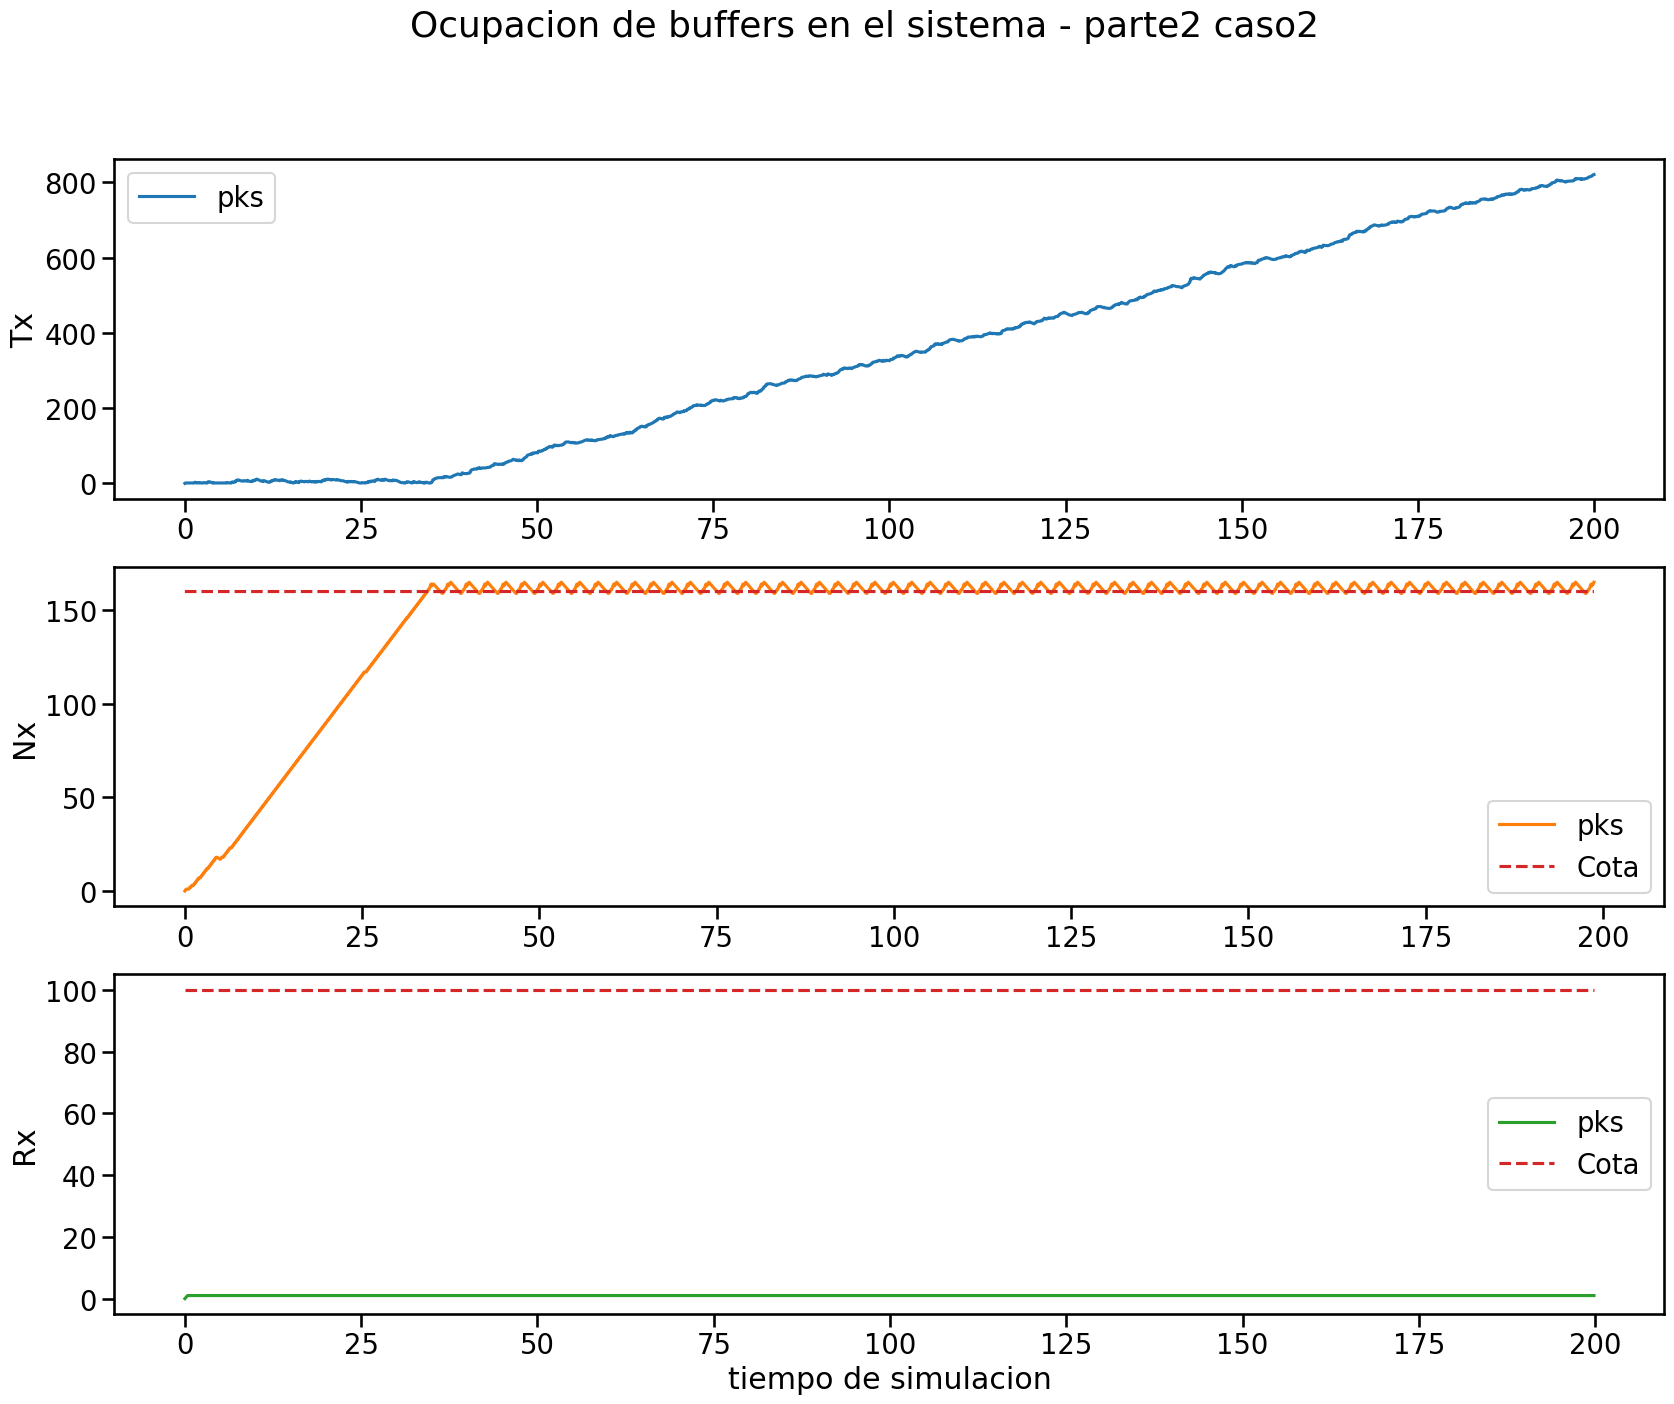 Ocupacion de buffers en el sistema - parte2 caso2
800
600
400
200
0
Tx
pks
0 25 50 75 100 125 150 175 200
150
100
50
0
Nx
pks
Cota
0 25 50 75 100 125 150 175 200
100
80
60
40
20
0
Rx
pks
Cota
0 25 50 75 100 125 150 175 200
tiempo de simulacion